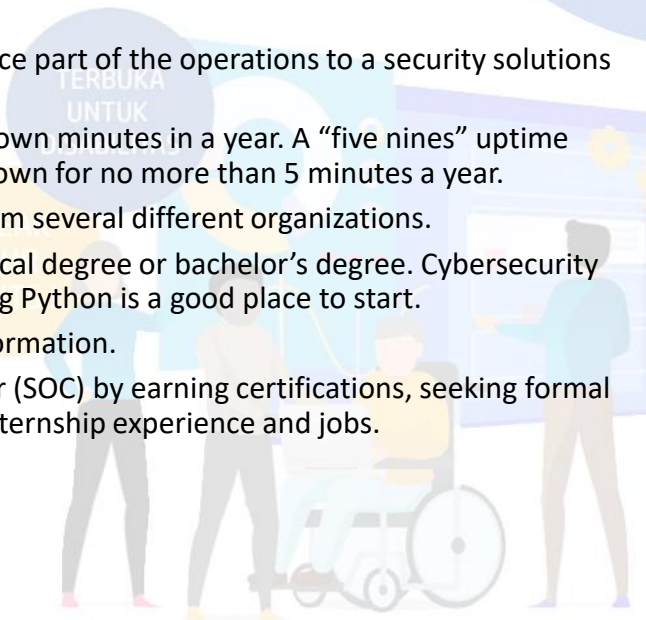 ce part of the operations to a security solutions
TERBUKA
UNTUK
own minutes in a year. A “five nines” uptime
own for no more than 5 minutes a year.
m several different organizations.
cal degree or bachelor’s degree. Cybersecurity
g Python is a good place to start.
ormation.
r (SOC) by earning certifications, seeking formal
ternship experience and jobs.